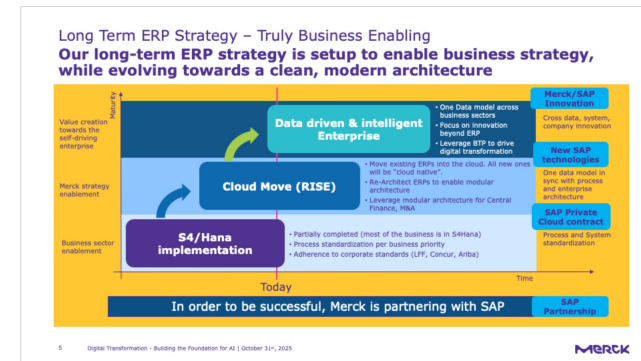 Long Term ERP Strategy – Truly Business Enabling
Our long-term ERP strategy is setup to enable business strategy,
while evolving towards a clean, modern architecture
Maturity
Value creation
towards the
self-driving
enterprise
Data driven & intelligent
Enterprise
• One Data model across
business sectors
• Focus on innovation
beyond ERP
• Leverage BTP to drive
digital transformation
Merck/SAP
Innovation
Cross data, system,
company innovation
Merck strategy
enablement
Cloud Move (RISE)
• Move existing ERPs into the cloud. All new ones
will be "cloud native".
• Re-Architect ERPs to enable modular
architecture
• Leverage modular architecture for Central
Finance, M&A
New SAP
technologies
One data model in
sync with process
and enterprise
architecture
Business sector
enablement
S4/Hana
implementation
• Partially completed (most of the business is in S4Hana)
• Process standardization per business priority
• Adherence to corporate standards (LFF, Concur, Ariba)
SAP Private
Cloud contract
Process and System
standardization
Time
Today
In order to be successful, Merck is partnering with SAP
SAP
Partnership
5
Digital Transformation - Building the Foundation for AI | October 31st, 2025
MERCK